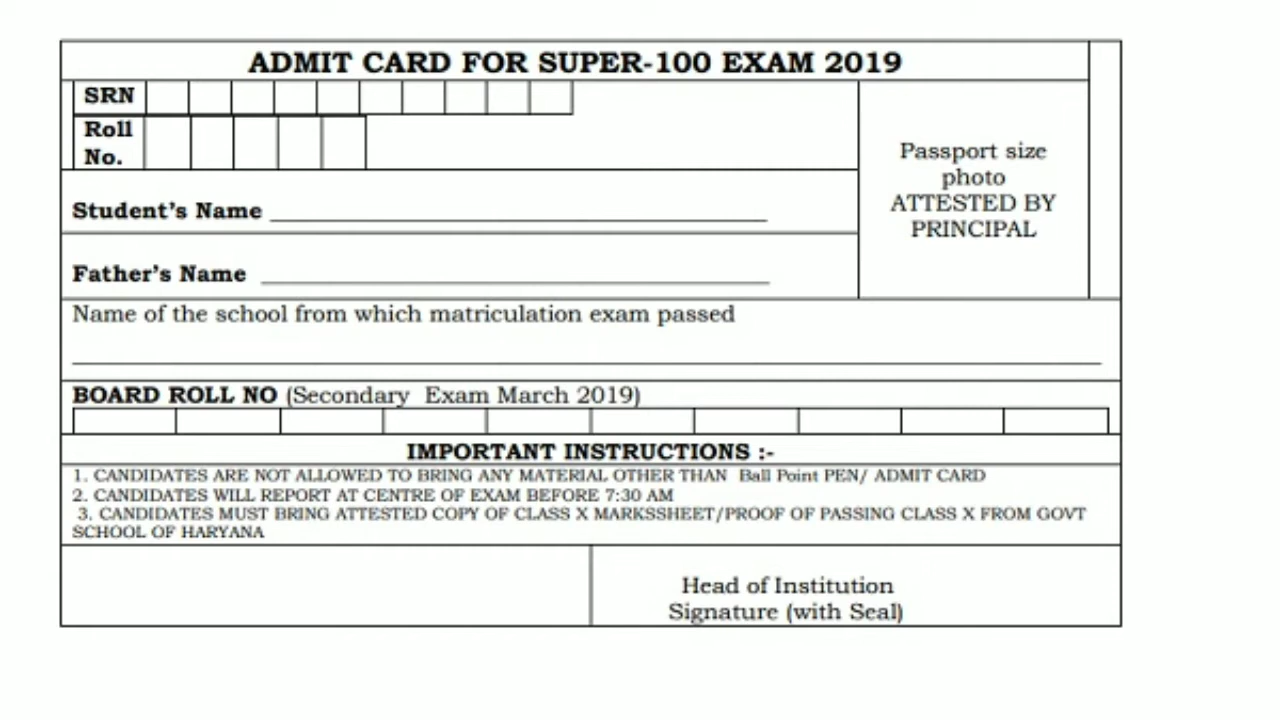 ADMIT CARD FOR SUPER-100 EXAM 2019
SRN
Roll
No.
Passport size
photo
ATTESTED BY
PRINCIPAL
Student's Name ____________________
Father's Name ____________________
Name of the school from which matriculation exam passed
____________________
BOARD ROLL NO (Secondary  Exam March 2019)
IMPORTANT INSTRUCTIONS :-
1. CANDIDATES ARE NOT ALLOWED TO BRING ANY MATERIAL OTHER THAN  Ball Point PEN/ ADMIT CARD
2. CANDIDATES WILL REPORT AT CENTRE OF EXAM BEFORE 7:30 AM
3. CANDIDATES MUST BRING ATTESTED COPY OF CLASS X MARKSSHEET/PROOF OF PASSING CLASS X FROM GOVT
SCHOOL OF HARYANA
Head of Institution
Signature (with Seal)